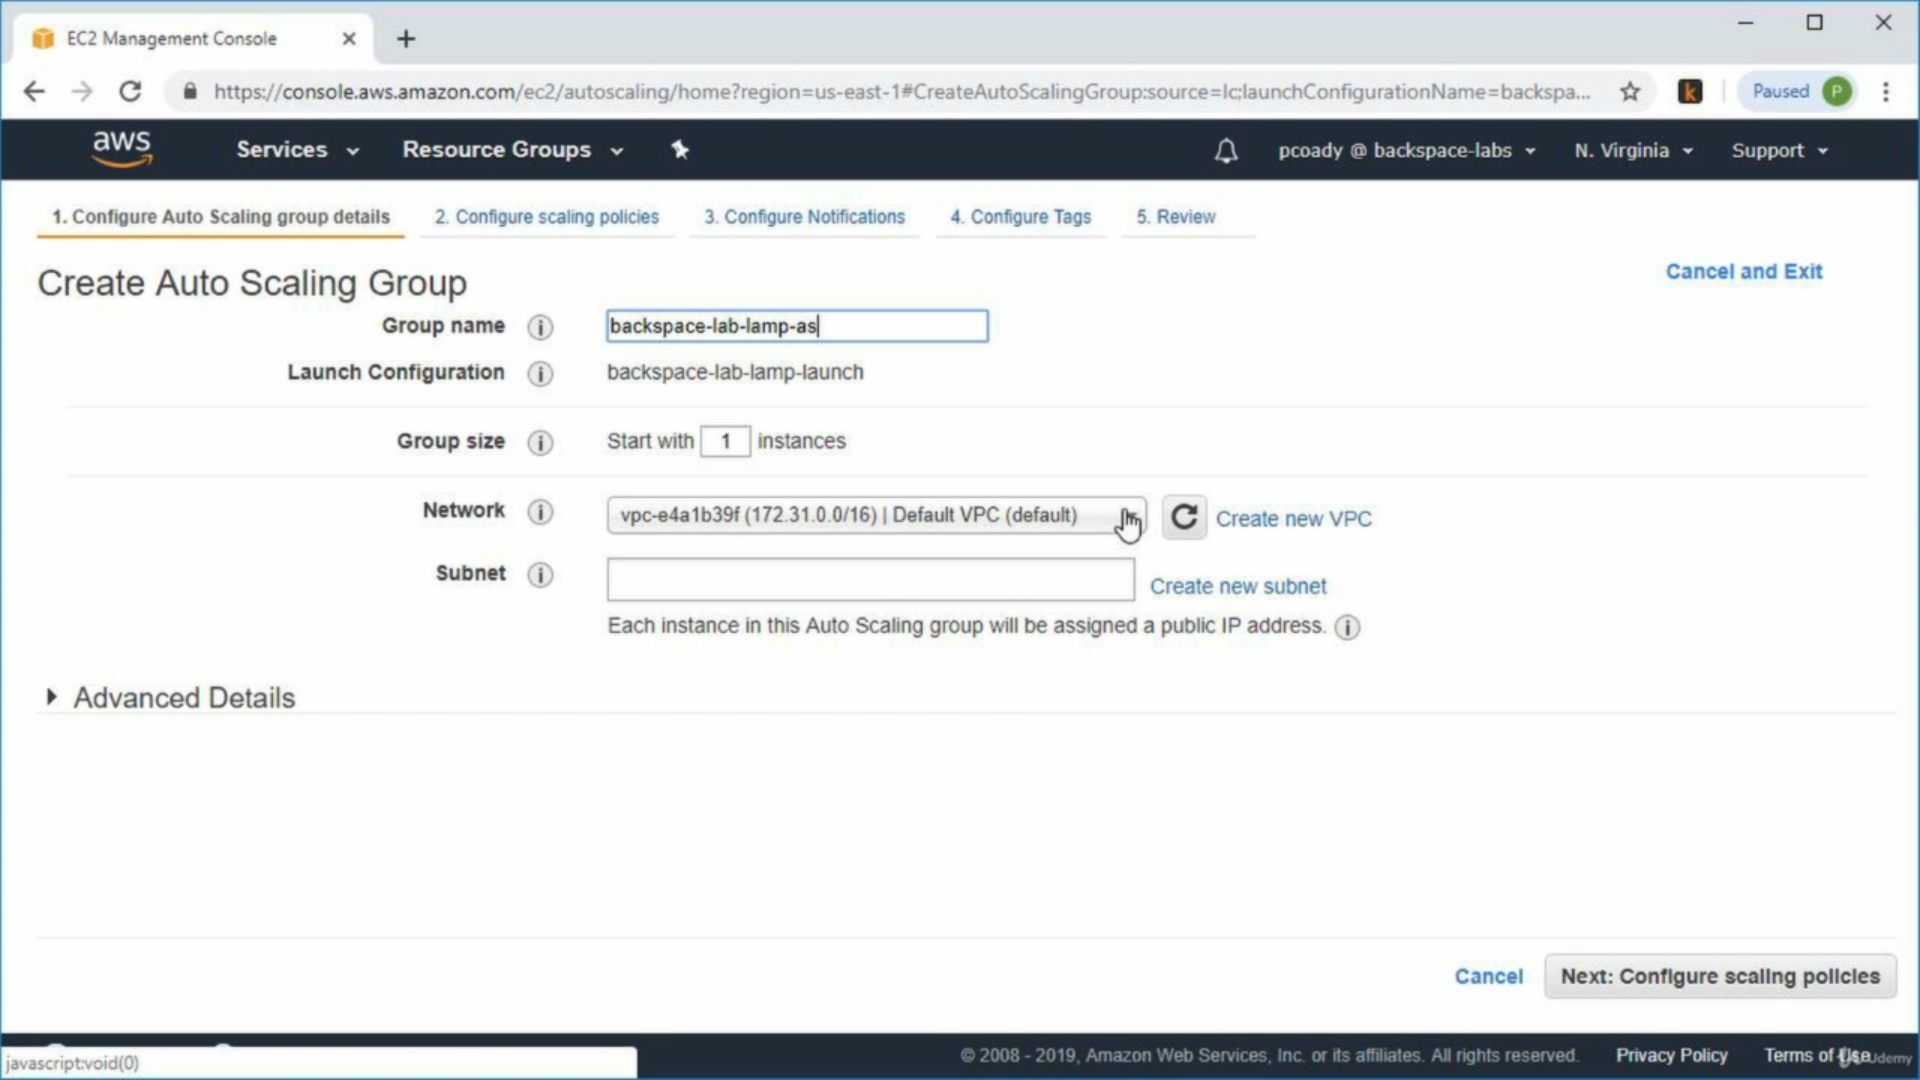 EC2 Management Console
https://console.aws.amazon.com/ec2/autoscaling/home?region=us-east-1#CreateAutoScalingGroup:source=lc;launchConfigurationName=backspa...
k
Paused P
aws Services Resource Groups pcoady @ backspace-labs N. Virginia Support
1. Configure Auto Scaling group details 2. Configure scaling policies 3. Configure Notifications 4. Configure Tags 5. Review
Create Auto Scaling Group
Cancel and Exit
Group name i backspace-lab-lamp-as
Launch Configuration i backspace-lab-lamp-launch
Group size i Start with 1 instances
Network i vpc-e4a1b39f (172.31.0.0/16) | Default VPC (default) Create new VPC
Subnet i Create new subnet
Each instance in this Auto Scaling group will be assigned a public IP address. i
Advanced Details
Cancel Next: Configure scaling policies
javascript:void(0)
© 2008 - 2019, Amazon Web Services, Inc. or its affiliates. All rights reserved. Privacy Policy Terms of Use
Udemy